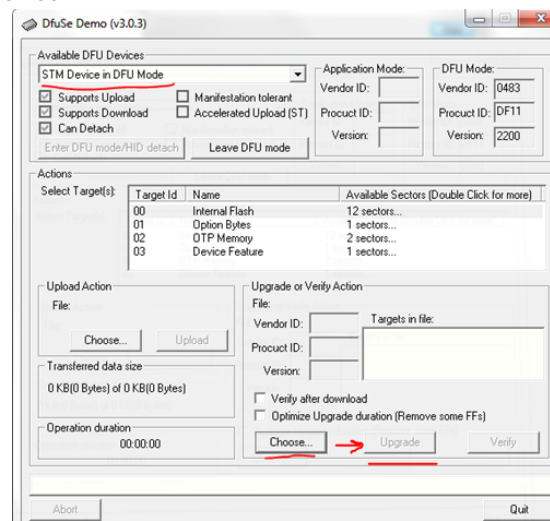 DfuSe Demo (v3.0.3)
Available DFU Devices
STM Device in DFU Mode
Supports Upload
Manifestation tolerant
Supports Download
Accelerated Upload (ST)
Can Detach
Enter DFU mode/HID detach
Leave DFU mode
Application Mode:
Vendor ID:
Procuct ID:
Version:
DFU Mode:
Vendor ID: 0483
Procuct ID: DF11
Version: 2200
Actions
Select Target(s):
Target Id Name Available Sectors (Double Click for more)
00 Internal Flash 12 sectors...
01 Option Bytes 1 sectors...
02 OTP Memory 2 sectors...
03 Device Feature 1 sectors...
Upload Action
File:
Choose... Upload
Transferred data size
0 KB(0 Bytes) of 0 KB(0 Bytes)
Operation duration
00:00:00
Upgrade or Verify Action
File:
Vendor ID:
Procuct ID:
Version:
Targets in file:
Verify after download
Optimize Upgrade duration (Remove some FFs)
Choose... Upgrade Verify
Abort Quit